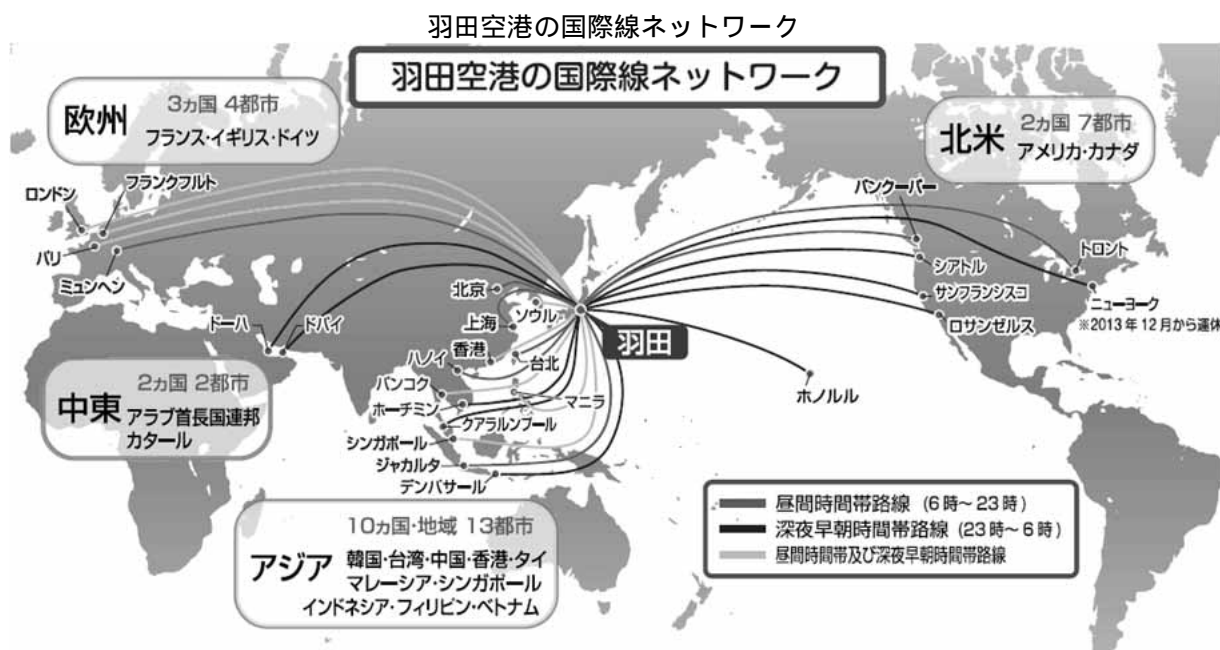 羽田空港の国際線ネットワーク
羽田空港の国際線ネットワーク
欧州
3ヵ国 4都市
フランス・イギリス・ドイツ
北米
2ヵ国 7都市
アメリカ・カナダ
ロンドン
フランクフルト
パリ
ミュンヘン
バンクーバー
トロント
シアトル
サンフランシスコ
ニューヨーク
※2013年12月から運休
ロサンゼルス
ホノルル
北京
ソウル
上海
羽田
ドーハ
ドバイ
香港
台北
ハノイ
バンコク
マニラ
ホーチミン
クアラルンプール
シンガポール
ジャカルタ
デンパサール
中東
2ヵ国 2都市
アラブ首長国連邦
カタール
アジア
10ヵ国・地域 13都市
韓国・台湾・中国・香港・タイ
マレーシア・シンガポール
インドネシア・フィリピン・ベトナム
昼間時間帯路線 (6時～23時)
深夜早朝時間帯路線 (23時～6時)
昼間時間帯及び深夜早朝時間帯路線